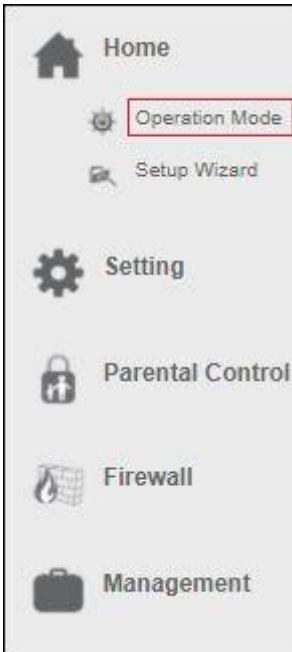 Home
Operation Mode
Setup Wizard
Setting
Parental Control
Firewall
Management